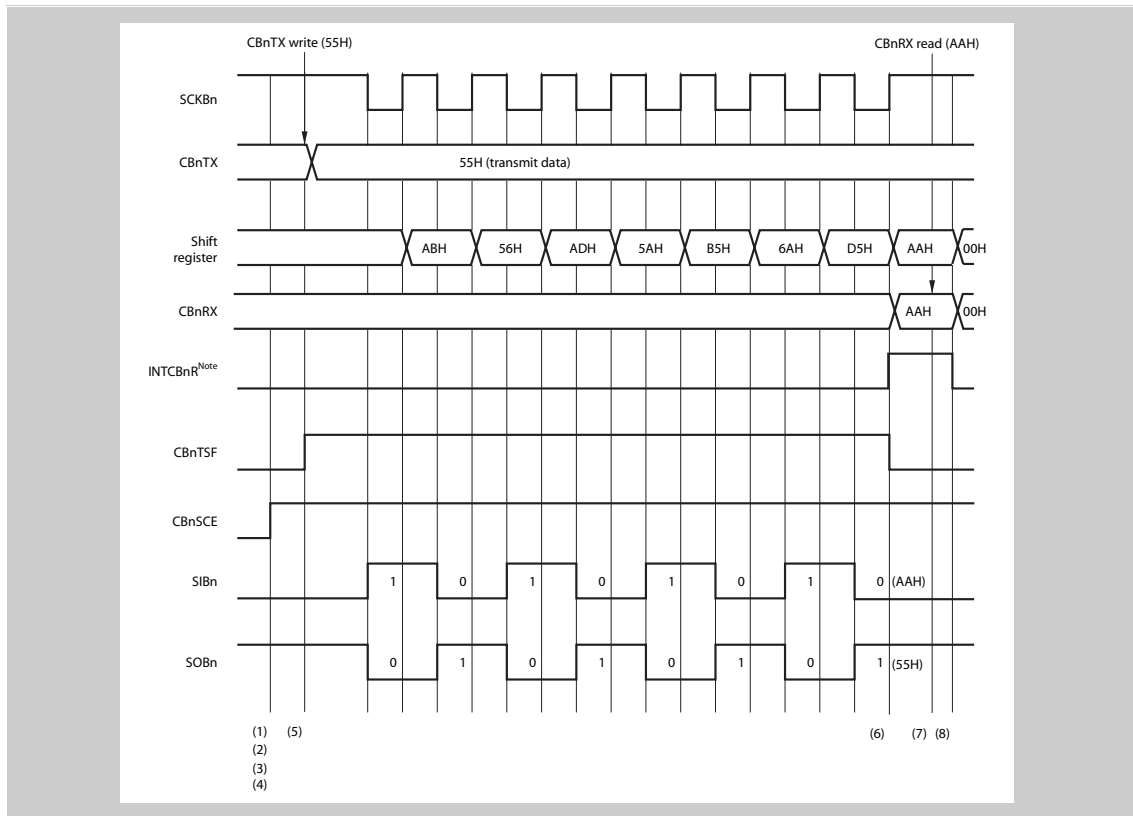 CBnTX write (55H)
CBnRX read (AAH)
SCKBn
CBnTX
55H (transmit data)
Shift
register
ABH 56H ADH 5AH B5H 6AH D5H AAH 00H
CBnRX
AAH 00H
INTCBnRNote
CBnTSF
CBnSCE
SIBn
1 0 1 0 1 0 1 0 (AAH)
SOBn
0 1 0 1 0 1 0 1 (55H)
(1) (5) (6) (7) (8)
(2)
(3)
(4)